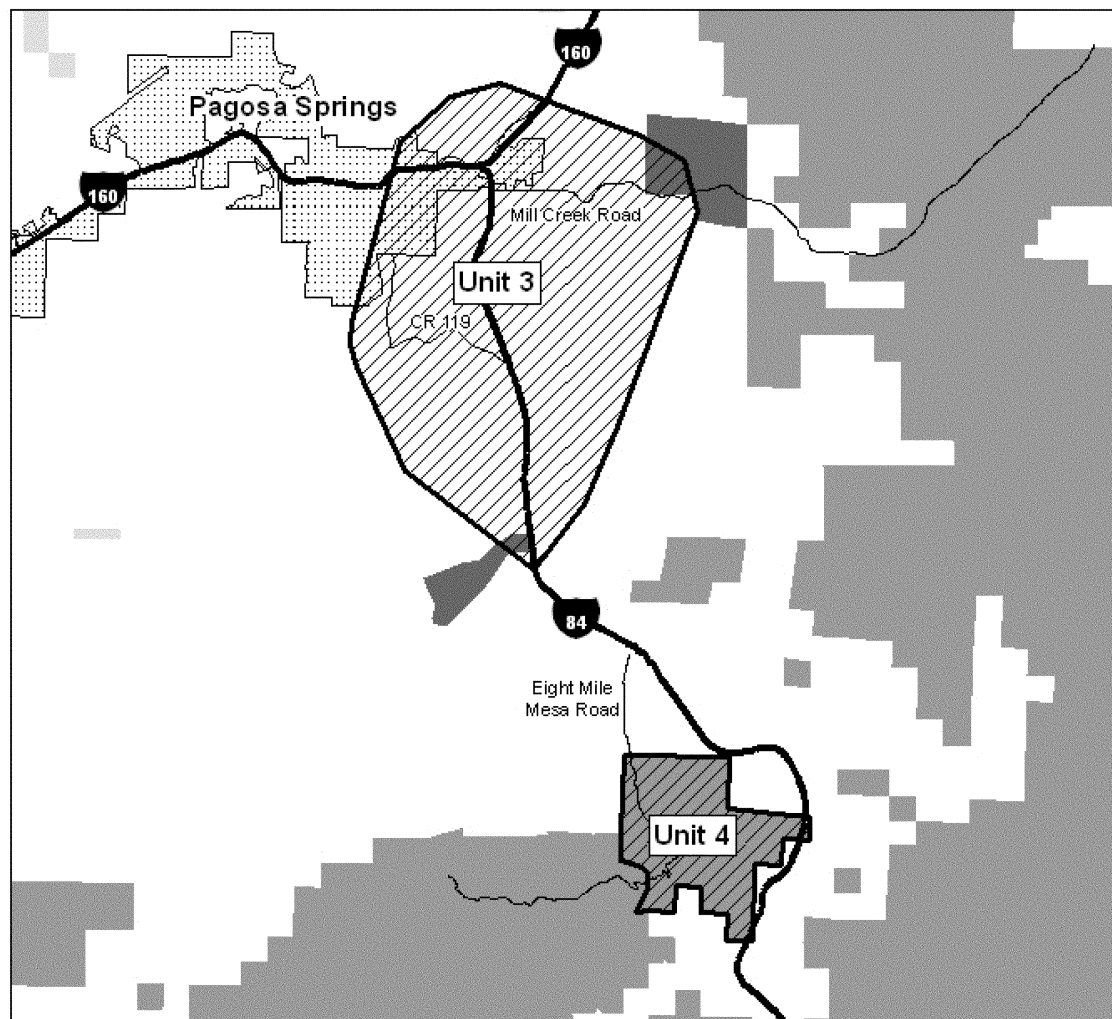 160
Pagosa Springs
160
Mill Creek Road
Unit 3
CR 119
84
Eight Mile
Mesa Road
Unit 4